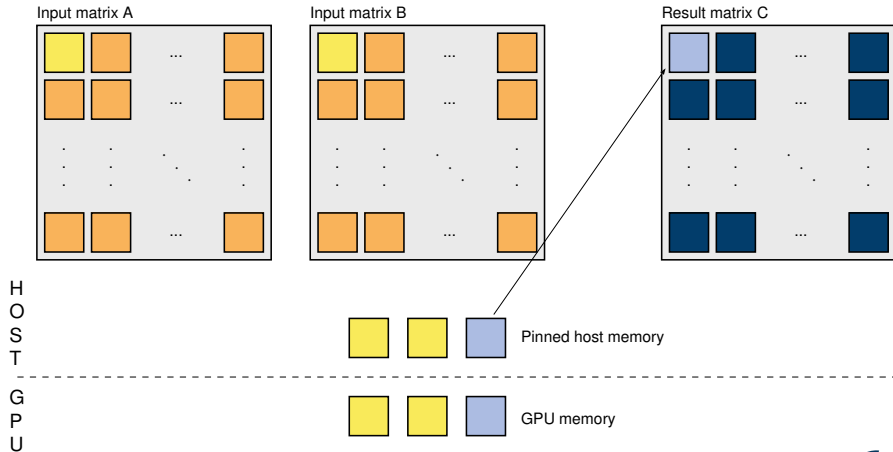 Input matrix A
Input matrix B
Result matrix C
... ... ...
... ... ...
... ... ...
H
O
S
T
Pinned host memory
G
P
U
GPU memory